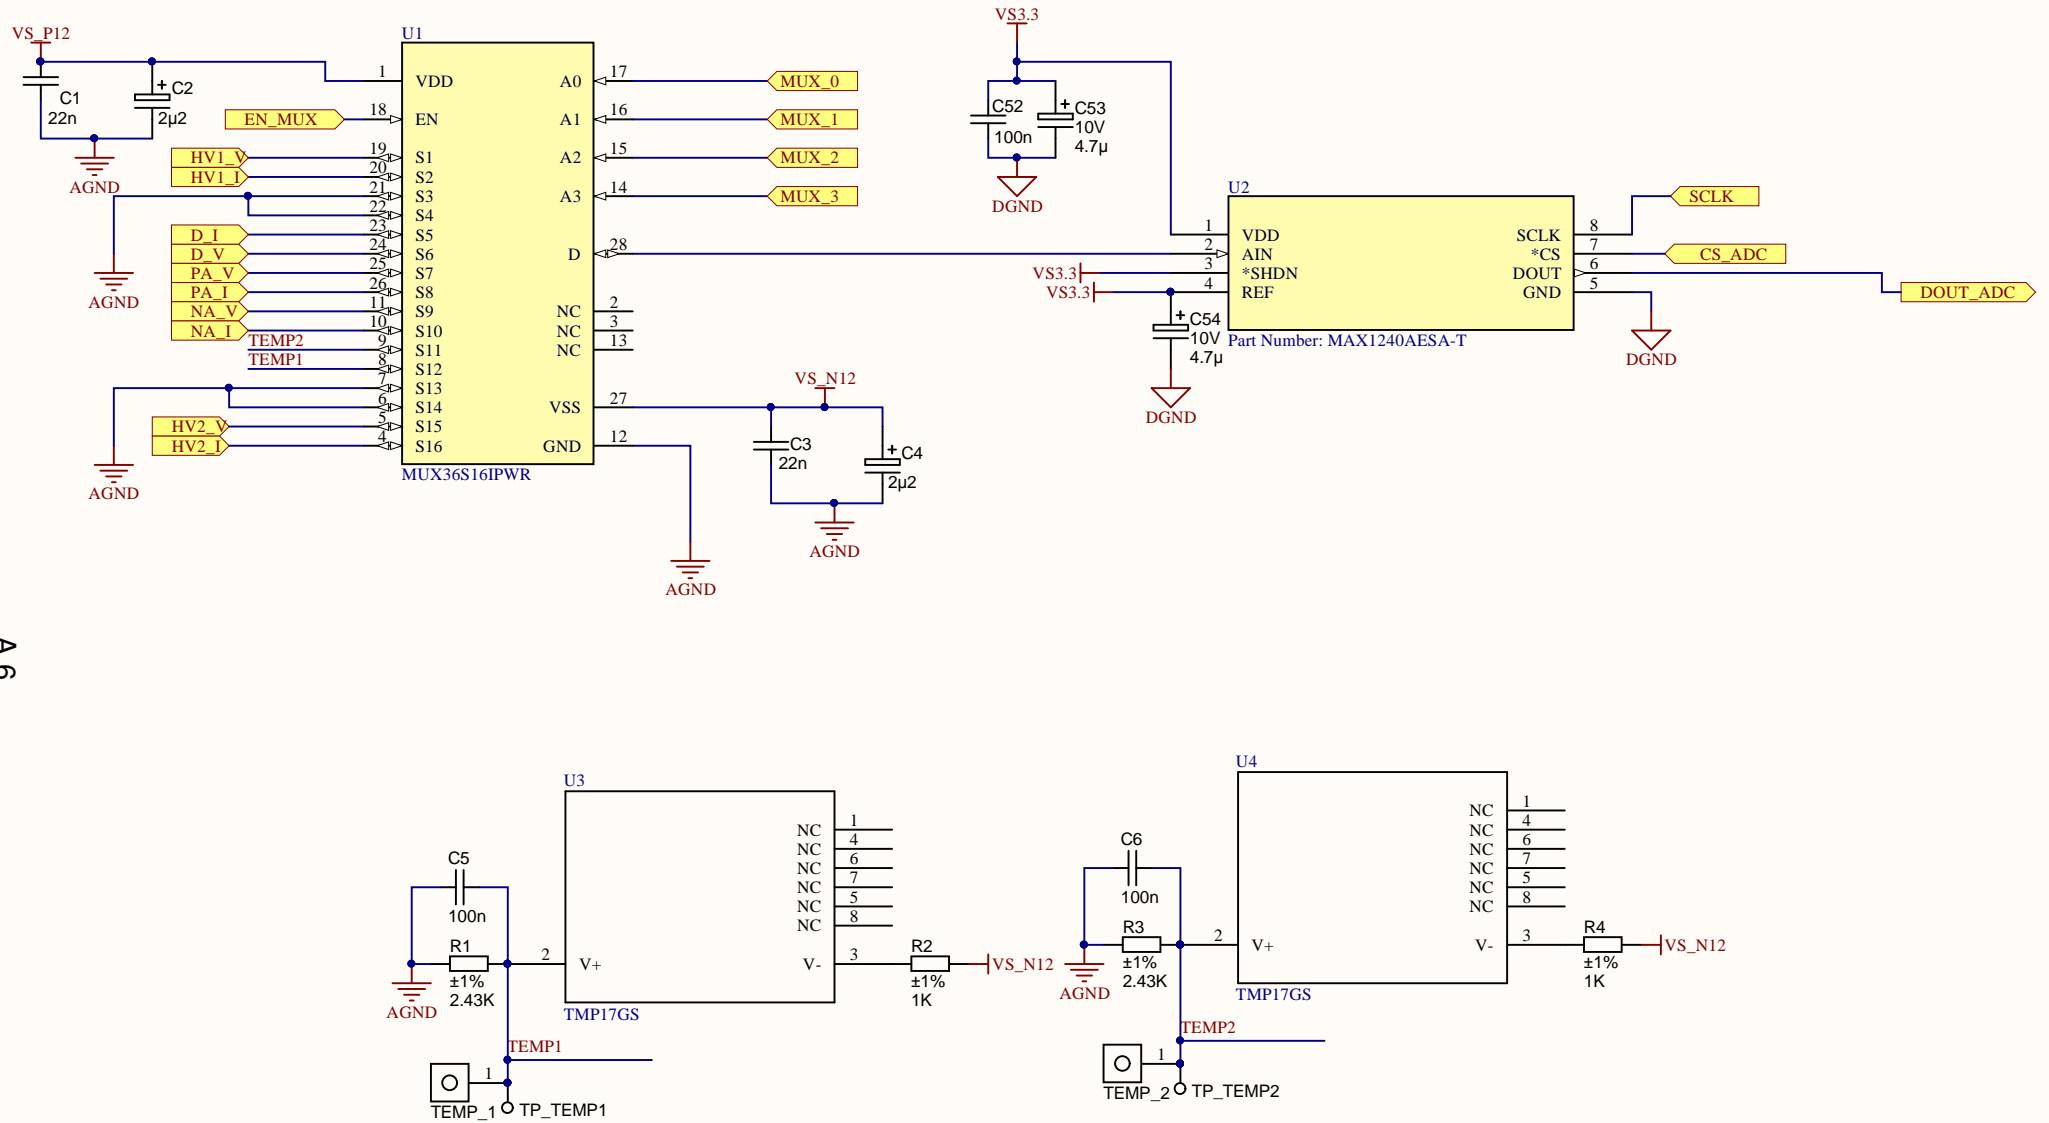 VS_P12
C1
22n
C2
2µ2
AGND
EN_MUX
HV1_V
HV1_I
AGND
D_I
D_V
PA_V
PA_I
NA_V
NA_I
TEMP2
TEMP1
HV2_V
HV2_I
AGND
U1
1 VDD A0 17 MUX_0
18 EN A1 16 MUX_1
19 S1 A2 15 MUX_2
20 S2
21 S3 A3 14 MUX_3
22 S4
23 S5
24 S6 D 28
25 S7
26 S8
11 S9 NC 2
10 S10 NC 3
9 S11 NC 13
8 S12
7 S13
6 S14 VSS 27
5 S15
4 S16 GND 12
MUX36S16IPWR
AGND
VS_N12
C3
22n
C4
2µ2
AGND
VS3.3
C52
100n
C53
10V
4.7µ
DGND
U2
1 VDD SCLK 8 SCLK
2 AIN *CS 7 CS_ADC
VS3.3 3 *SHDN DOUT 6 DOUT_ADC
VS3.3 4 REF GND 5
Part Number: MAX1240AESA-T
C54
10V
4.7µ
DGND
DGND
A 6
U3
NC 1
NC 4
NC 6
NC 7
NC 5
NC 8
2 V+ V- 3
TMP17GS
C5
100n
R1
±1%
2.43K
AGND
R2
±1%
1K
VS_N12
TEMP1
1
TEMP_1
TP_TEMP1
U4
NC 1
NC 4
NC 6
NC 7
NC 5
NC 8
2 V+ V- 3
TMP17GS
C6
100n
R3
±1%
2.43K
AGND
R4
±1%
1K
VS_N12
TEMP2
1
TEMP_2
TP_TEMP2